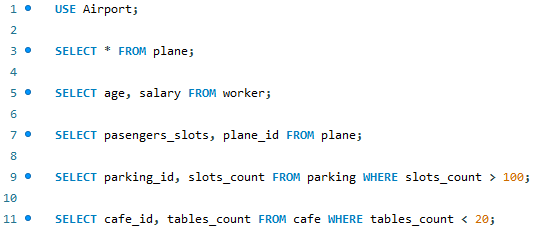 1 USE Airport;
2
3 SELECT * FROM plane;
4
5 SELECT age, salary FROM worker;
6
7 SELECT pasengers_slots, plane_id FROM plane;
8
9 SELECT parking_id, slots_count FROM parking WHERE slots_count > 100;
10
11 SELECT cafe_id, tables_count FROM cafe WHERE tables_count < 20;